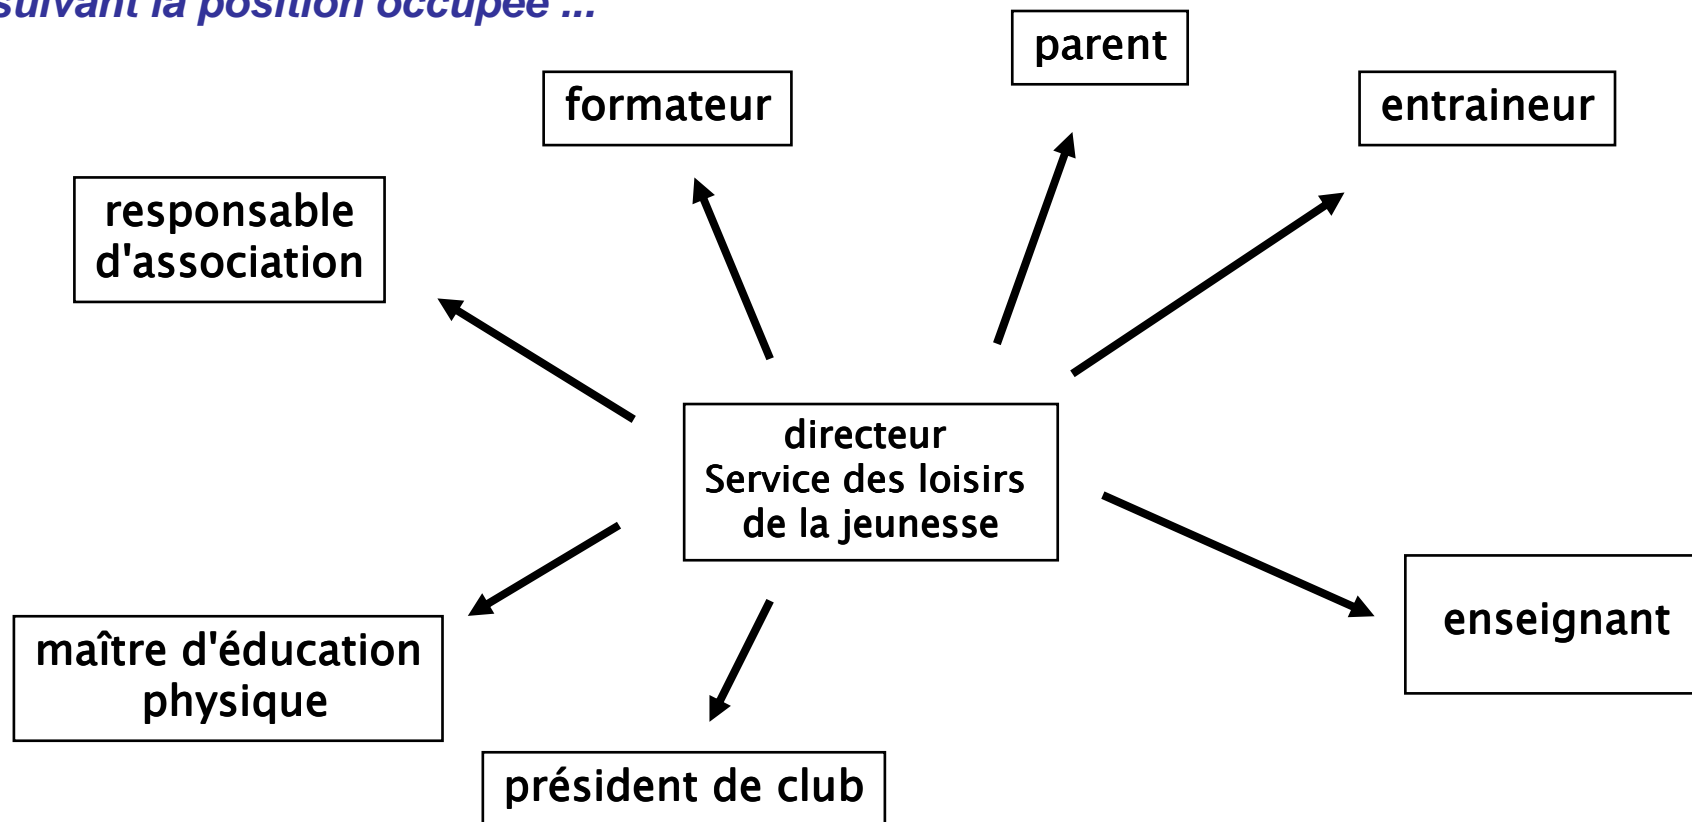 suivant la position occupée ...
parent
formateur
entraineur
responsable
d'association
directeur
Service des loisirs
de la jeunesse
enseignant
maître d'éducation
physique
président de club